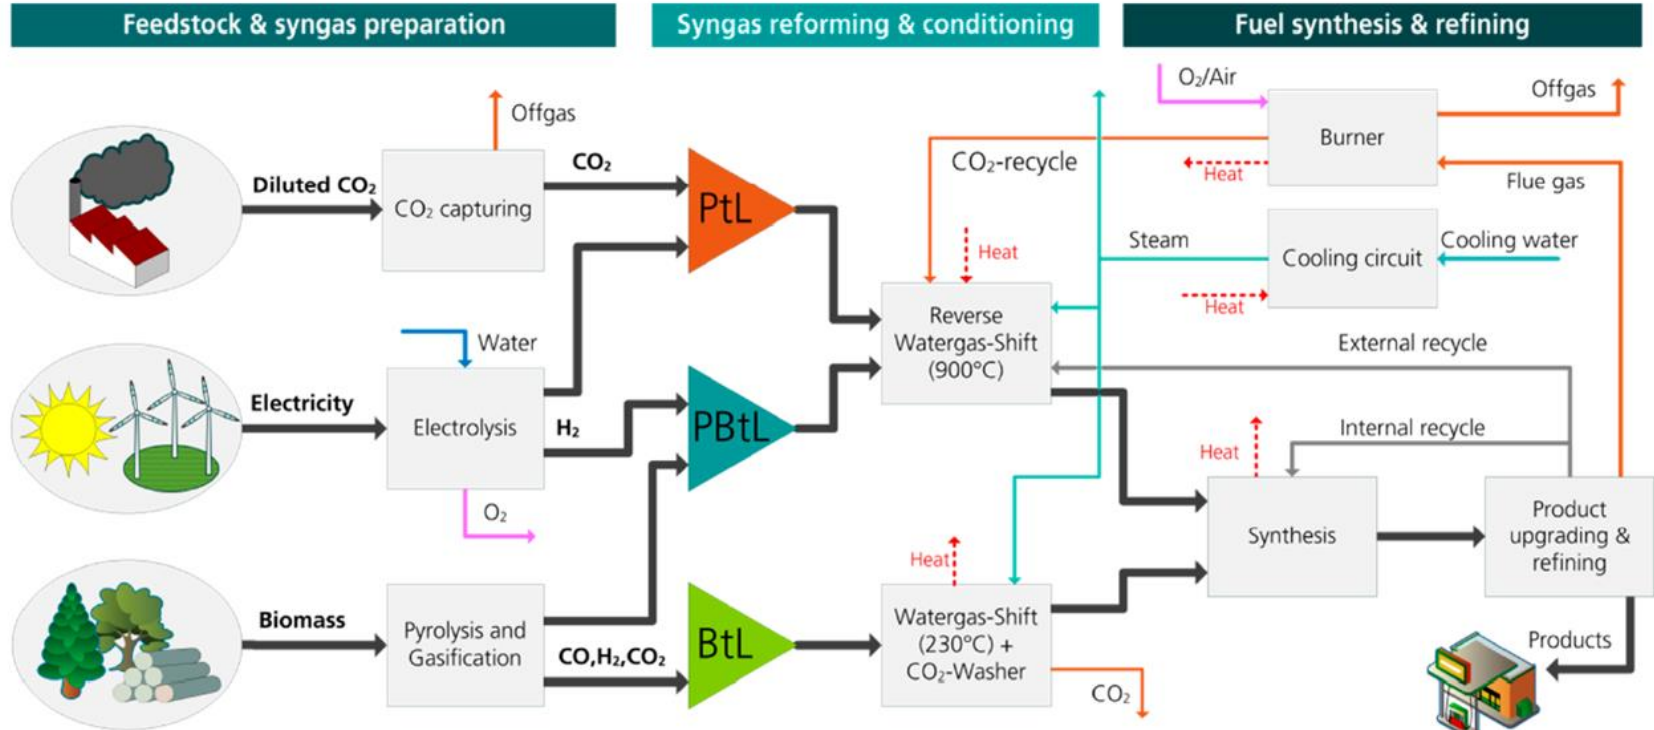 Feedstock & syngas preparation
Syngas reforming & conditioning
Fuel synthesis & refining
O₂/Air
Offgas
Burner
Offgas
CO₂
CO₂-recycle
Heat
Flue gas
Diluted CO₂
CO₂ capturing
PtL
Heat
Steam
Cooling circuit
Cooling water
Heat
Water
Reverse
Watergas-Shift
(900°C)
External recycle
Electricity
Electrolysis
H₂
PBtL
Internal recycle
Heat
O₂
Synthesis
Product
upgrading &
refining
Heat
Biomass
Pyrolysis and
Gasification
CO,H₂,CO₂
BtL
Watergas-Shift
(230°C) +
CO₂-Washer
CO₂
Products